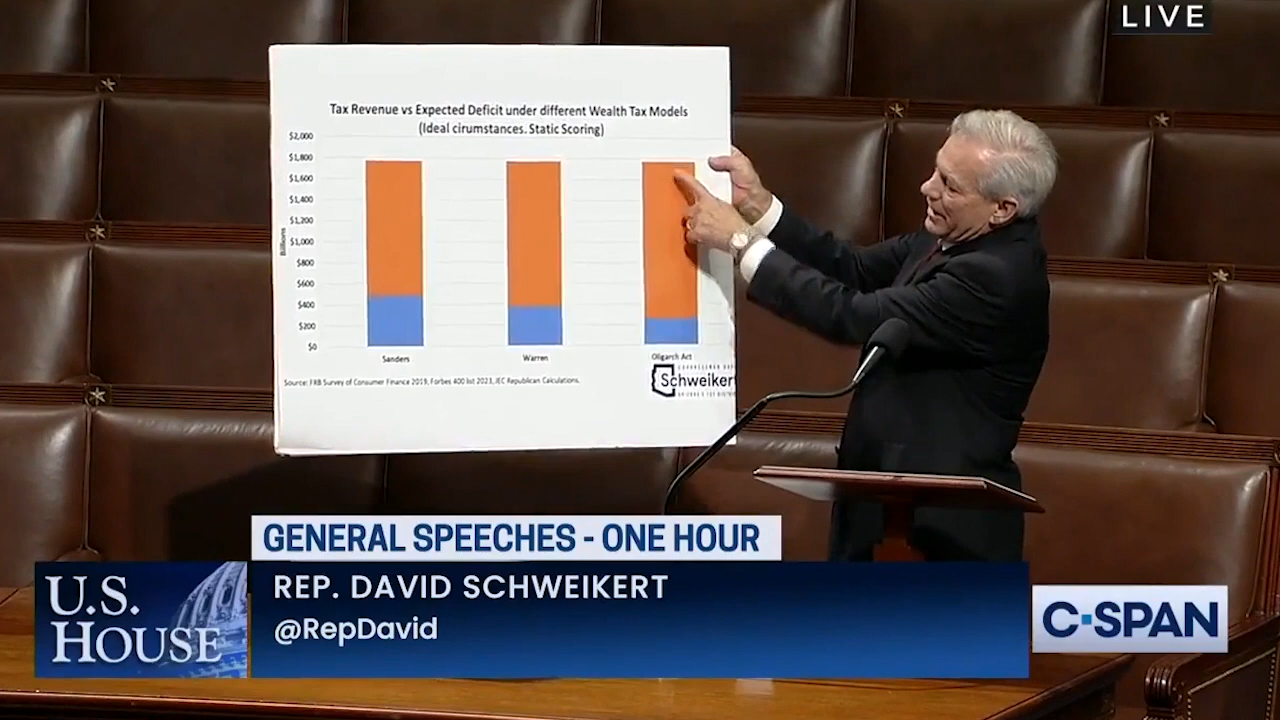 LIVE
Tax Revenue vs Expected Deficit under different Wealth Tax Models
(Ideal cirumstances. Static Scoring)
$2,000
$1,800
$1,600
$1,400
$1,200
$1,000
$800
$600
$400
$200
$0
Billions
Sanders Warren Oligarch Act
Source: FRB Survey of Consumer Finance 2019, Forbes 400 list 2023, JEC Republican Calculations.
Schweikert
GENERAL SPEECHES - ONE HOUR
U.S.
HOUSE
REP. DAVID SCHWEIKERT
@RepDavid
C-SPAN